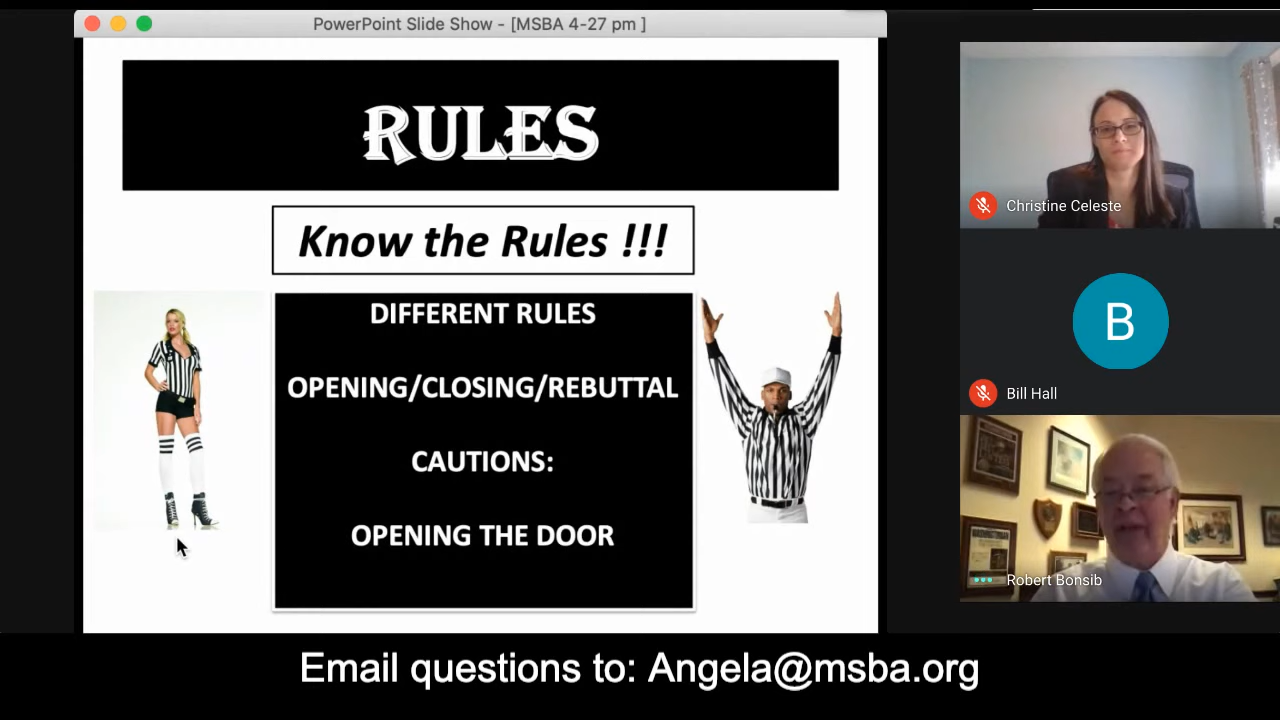 PowerPoint Slide Show - [MSBA 4-27 pm ]
RULES
Know the Rules !!!
DIFFERENT RULES
OPENING/CLOSING/REBUTTAL
CAUTIONS:
OPENING THE DOOR
Christine Celeste
B
Bill Hall
Robert Bonsib
Email questions to: Angela@msba.org